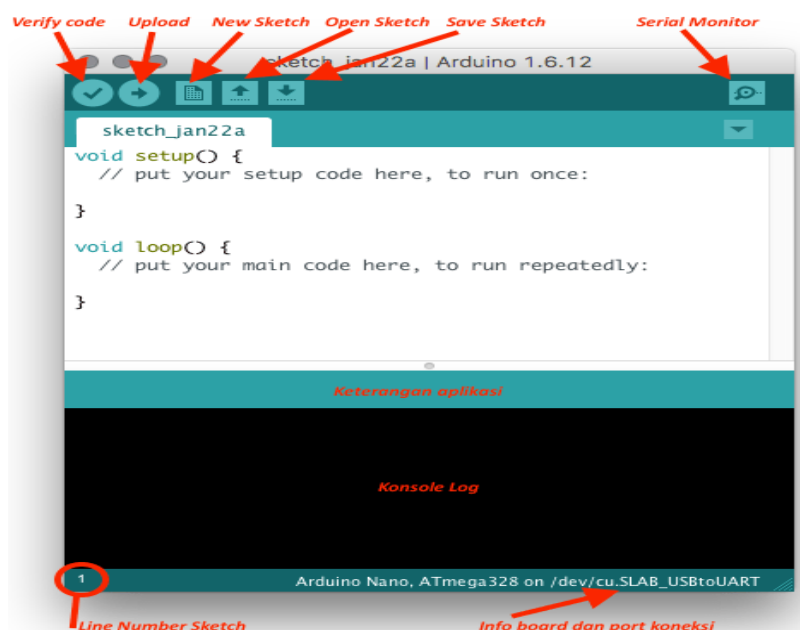 Verify code Upload New Sketch Open Sketch Save Sketch Serial Monitor
sketch_jan22a | Arduino 1.6.12
sketch_jan22a
void setup() {
// put your setup code here, to run once:
}
void loop() {
// put your main code here, to run repeatedly:
}
Keterangan aplikasi
Konsole Log
1
Arduino Nano, ATmega328 on /dev/cu.SLAB_USBtoUART
Line Number Sketch
Info board dan port koneksi